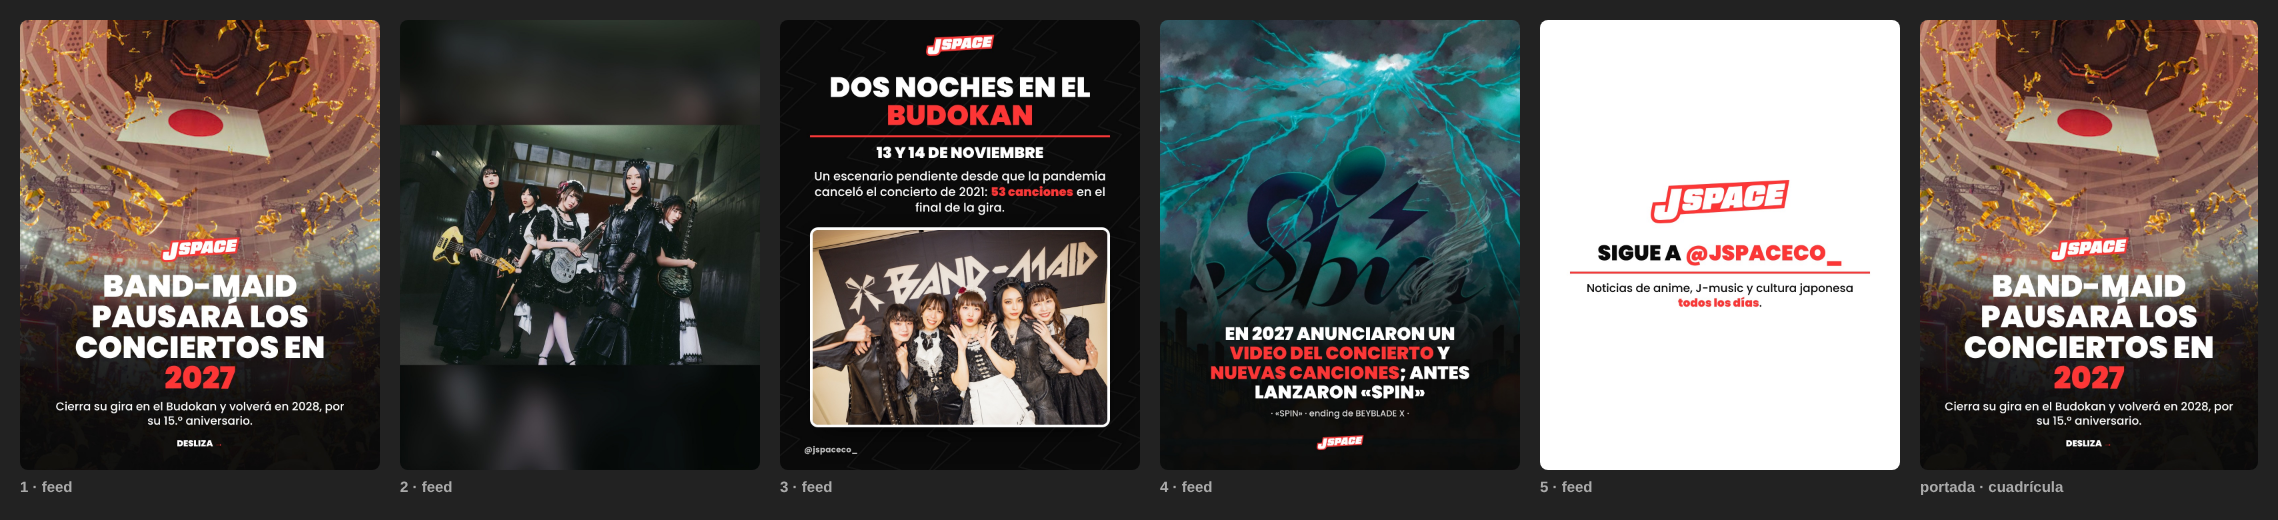 JSPACE
BAND-MAID
PAUSARÁ LOS
CONCIERTOS EN
2027
Cierra su gira en el Budokan y volverá en 2028, por
su 15.º aniversario.
DESLIZA
1 · feed
2 · feed
JSPACE
DOS NOCHES EN EL
BUDOKAN
13 Y 14 DE NOVIEMBRE
Un escenario pendiente desde que la pandemia
canceló el concierto de 2021: 53 canciones en el
final de la gira.
BAND-MAID
@jspaceco_
3 · feed
Spin
EN 2027 ANUNCIARON UN
VIDEO DEL CONCIERTO Y
NUEVAS CANCIONES; ANTES
LANZARON «SPIN»
· «SPIN» · ending de BEYBLADE X ·
JSPACE
4 · feed
JSPACE
SIGUE A @JSPACECO_
Noticias de anime, J-music y cultura japonesa
todos los días.
5 · feed
JSPACE
BAND-MAID
PAUSARÁ LOS
CONCIERTOS EN
2027
Cierra su gira en el Budokan y volverá en 2028, por
su 15.º aniversario.
DESLIZA
portada · cuadrícula